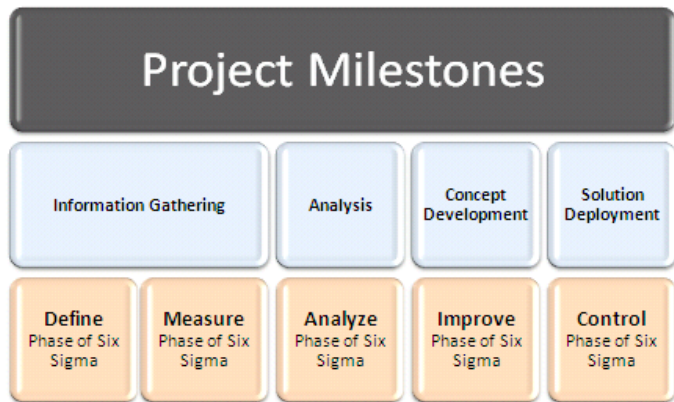 Project Milestones
Information Gathering
Analysis
Concept
Development
Solution
Deployment
Define
Phase of Six
Sigma
Measure
Phase of Six
Sigma
Analyze
Phase of Six
Sigma
Improve
Phase of Six
Sigma
Control
Phase of Six
Sigma